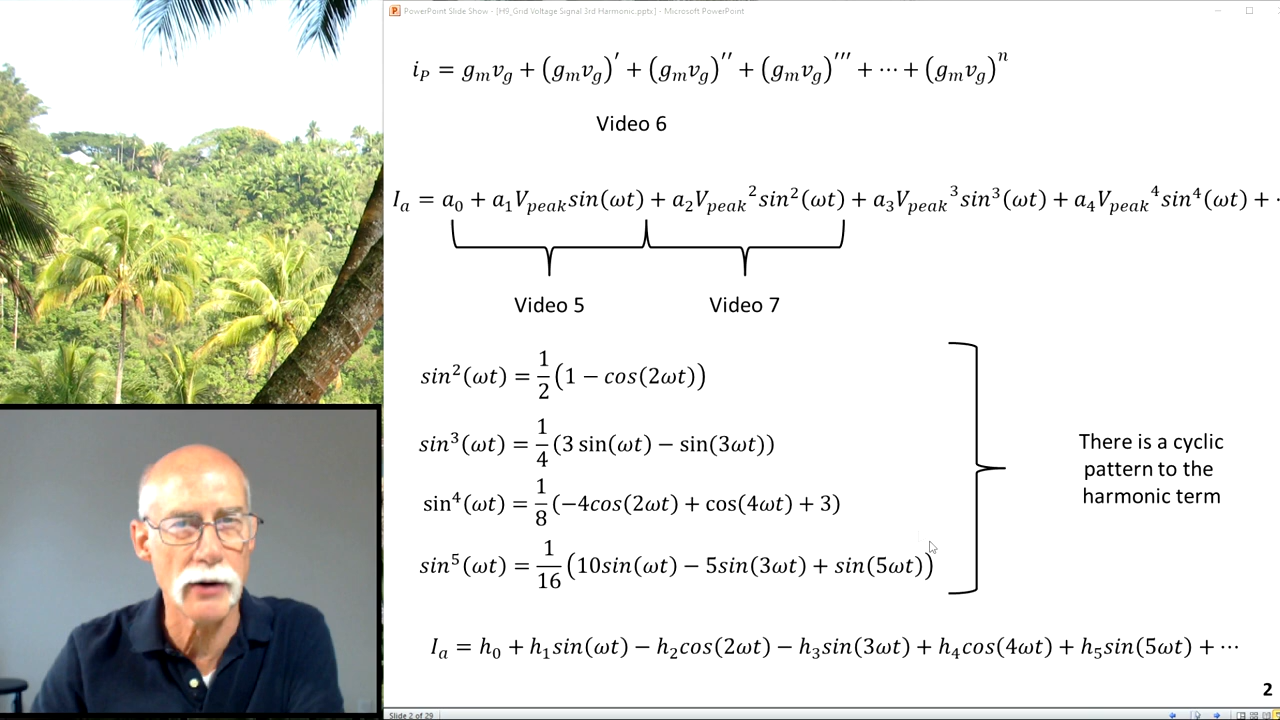 PowerPoint Slide Show - [H9_Grid Voltage Signal 3rd Harmonic.pptx] - Microsoft PowerPoint
i_P = g_m v_g + (g_m v_g)′ + (g_m v_g)″ + (g_m v_g)‴ + ⋯ + (g_m v_g)^n
Video 6
I_a = a_0 + a_1 V_peak sin(ωt) + a_2 V_peak^2 sin^2(ωt) + a_3 V_peak^3 sin^3(ωt) + a_4 V_peak^4 sin^4(ωt) + ·
Video 5 Video 7
sin^2(ωt) = 1/2 (1 − cos(2ωt))
sin^3(ωt) = 1/4 (3 sin(ωt) − sin(3ωt))
sin^4(ωt) = 1/8 (−4cos(2ωt) + cos(4ωt) + 3)
sin^5(ωt) = 1/16 (10sin(ωt) − 5sin(3ωt) + sin(5ωt))
There is a cyclic
pattern to the
harmonic term
I_a = h_0 + h_1 sin(ωt) − h_2 cos(2ωt) − h_3 sin(3ωt) + h_4 cos(4ωt) + h_5 sin(5ωt) + ⋯
2
Slide 2 of 29